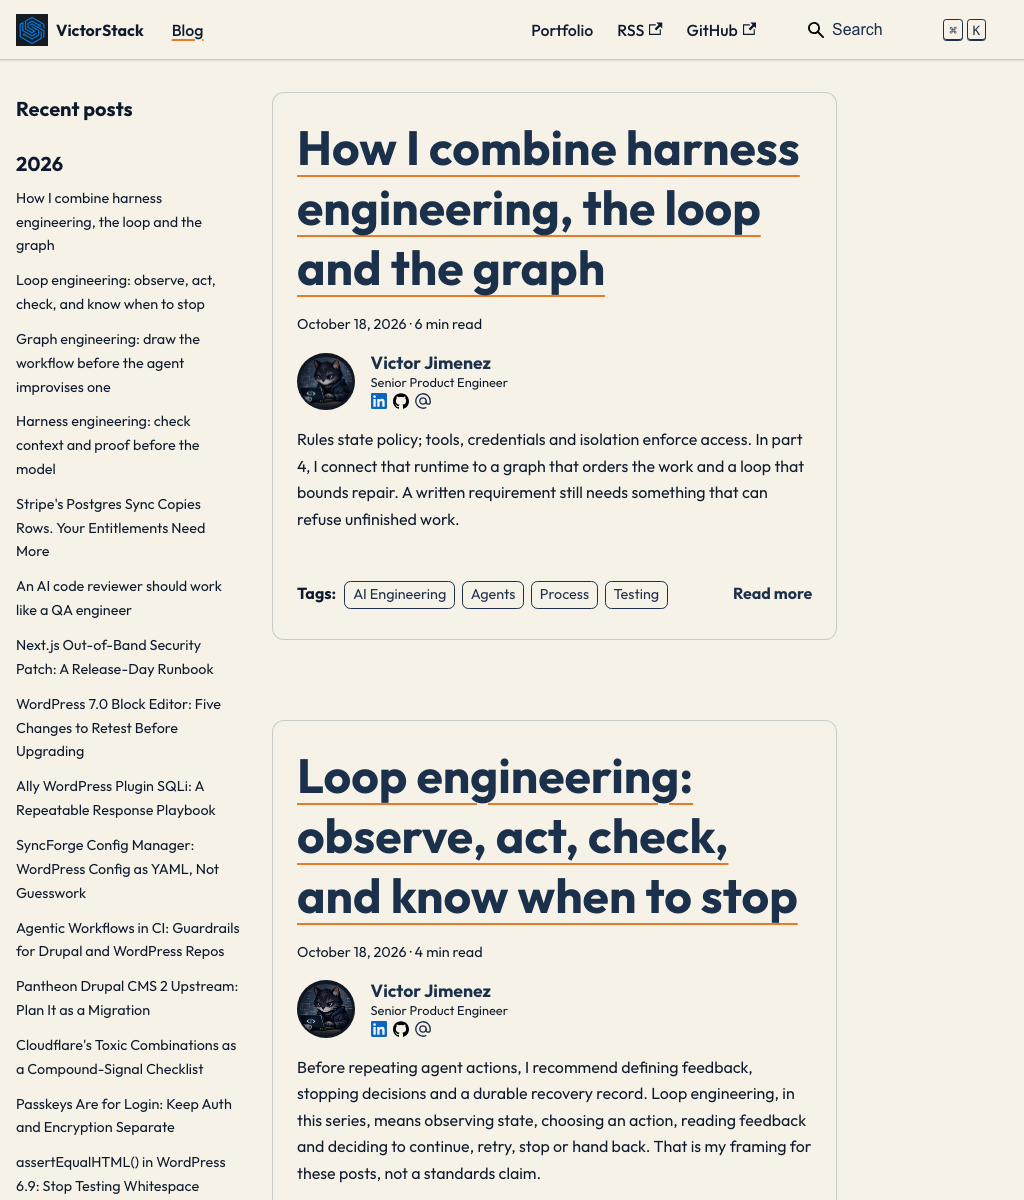 VictorStack
Blog
Portfolio
RSS
GitHub
Search
⌘ K
Recent posts
2026
How I combine harness
engineering, the loop and the
graph
Loop engineering: observe, act,
check, and know when to stop
Graph engineering: draw the
workflow before the agent
improvises one
Harness engineering: check
context and proof before the
model
Stripe's Postgres Sync Copies
Rows. Your Entitlements Need
More
An AI code reviewer should work
like a QA engineer
Next.js Out-of-Band Security
Patch: A Release-Day Runbook
WordPress 7.0 Block Editor: Five
Changes to Retest Before
Upgrading
Ally WordPress Plugin SQLi: A
Repeatable Response Playbook
SyncForge Config Manager:
WordPress Config as YAML, Not
Guesswork
Agentic Workflows in CI: Guardrails
for Drupal and WordPress Repos
Pantheon Drupal CMS 2 Upstream:
Plan It as a Migration
Cloudflare's Toxic Combinations as
a Compound-Signal Checklist
Passkeys Are for Login: Keep Auth
and Encryption Separate
assertEqualHTML() in WordPress
6.9: Stop Testing Whitespace
How I combine harness
engineering, the loop
and the graph
October 18, 2026 · 6 min read
Victor Jimenez
Senior Product Engineer
Rules state policy; tools, credentials and isolation enforce access. In part
4, I connect that runtime to a graph that orders the work and a loop that
bounds repair. A written requirement still needs something that can
refuse unfinished work.
Tags: AI Engineering Agents Process Testing
Read more
Loop engineering:
observe, act, check,
and know when to stop
October 18, 2026 · 4 min read
Victor Jimenez
Senior Product Engineer
Before repeating agent actions, I recommend defining feedback,
stopping decisions and a durable recovery record. Loop engineering, in
this series, means observing state, choosing an action, reading feedback
and deciding to continue, retry, stop or hand back. That is my framing for
these posts, not a standards claim.